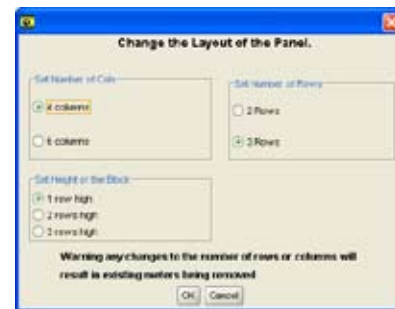 Change the Layout of the Panel.
Set Number of Cols
4 columns
6 columns
Set Number of Rows
2 Rows
3 Rows
Set Height of the Block
1 row high
2 rows high
3 rows high
Warning any changes to the number of rows or columns will
result in existing meters being removed
OK
Cancel